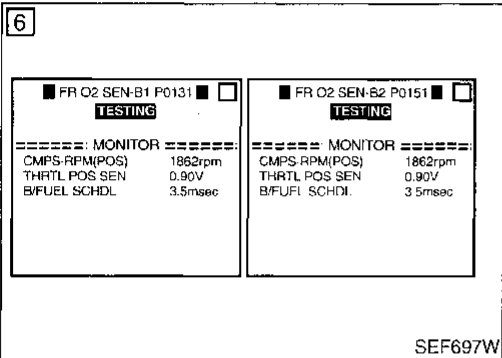 6
FR O2 SEN-B1 P0131
TESTING
====== MONITOR ======
CMPS-RPM(POS) 1862rpm
THRTL POS SEN 0.90V
B/FUEL SCHDL 3.5msec
FR O2 SEN-B2 P0151
TESTING
====== MONITOR ======
CMPS-RPM(POS) 1862rpm
THRTL POS SEN 0.90V
B/FUEL SCHDL 3.5msec
SEF697W